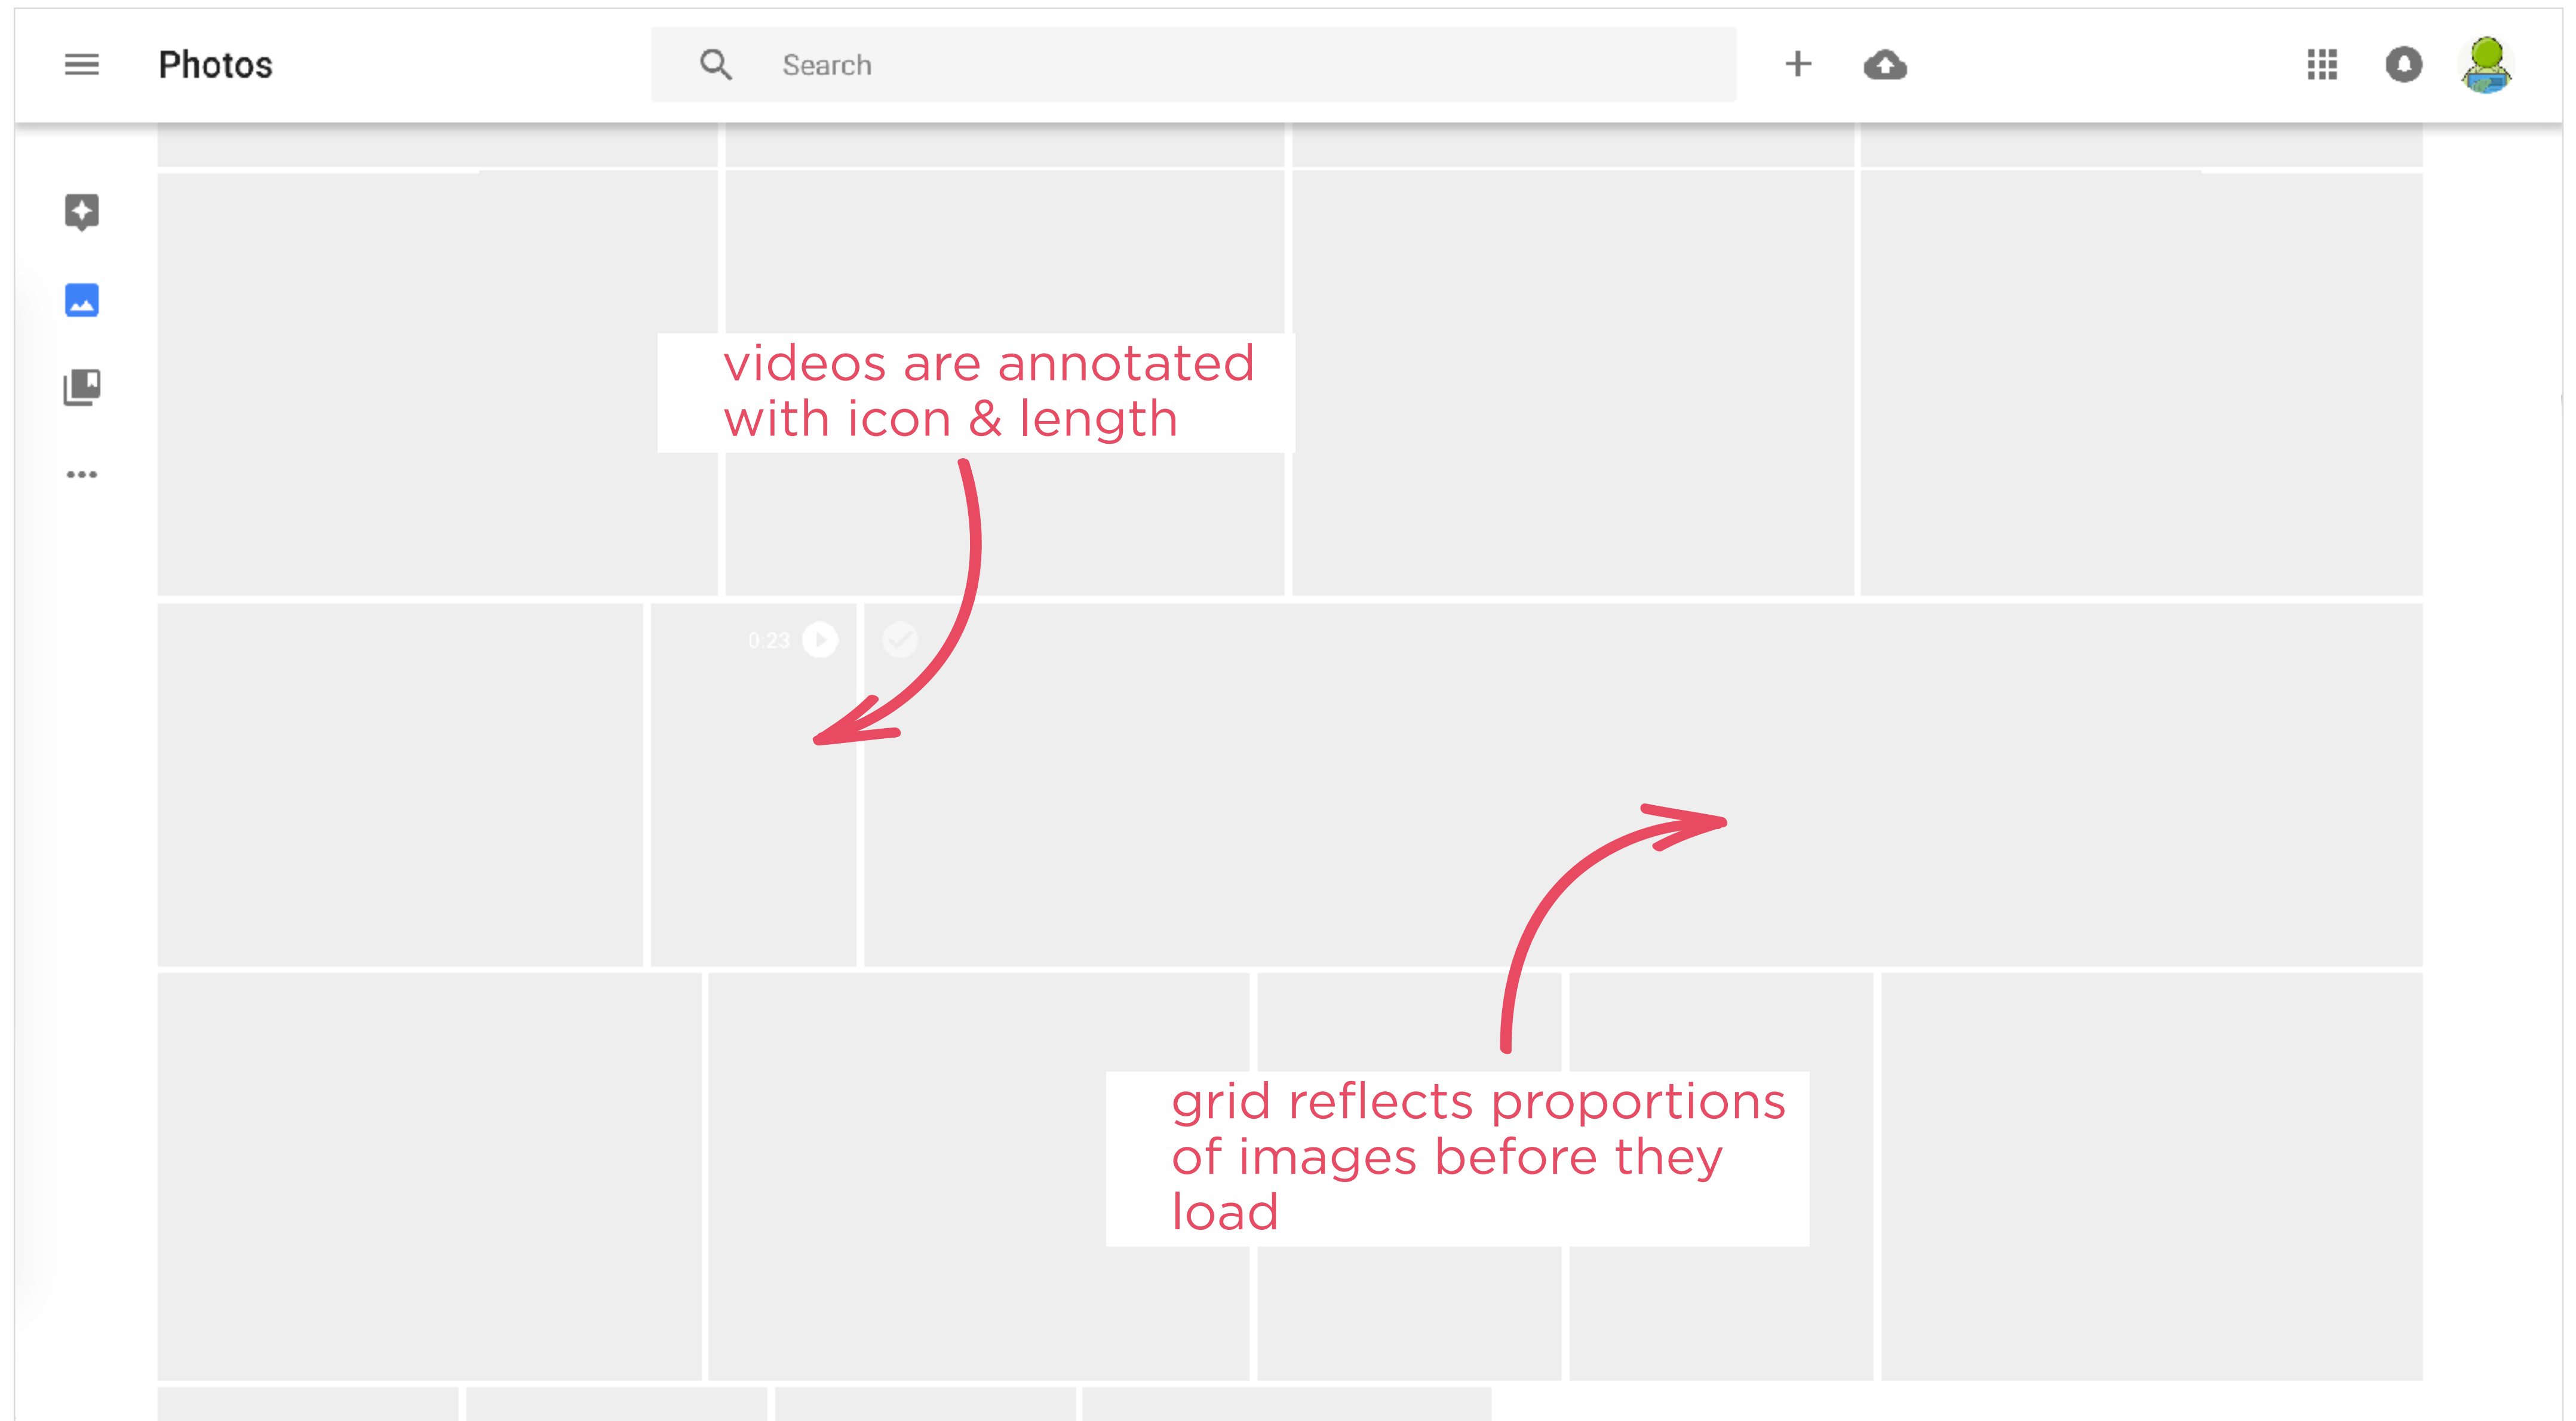 Photos
Search
videos are annotated
with icon & length
0:23
grid reflects proportions
of images before they
load